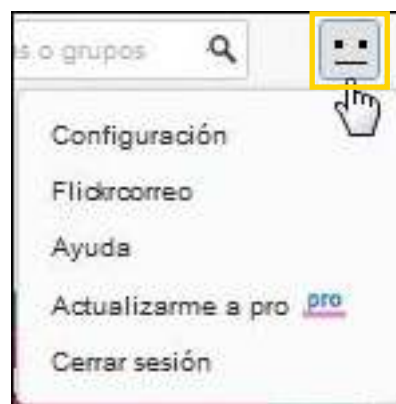 s o grupos
Configuración
Flickrcorreo
Ayuda
Actualizarme a pro pro
Cerrar sesión